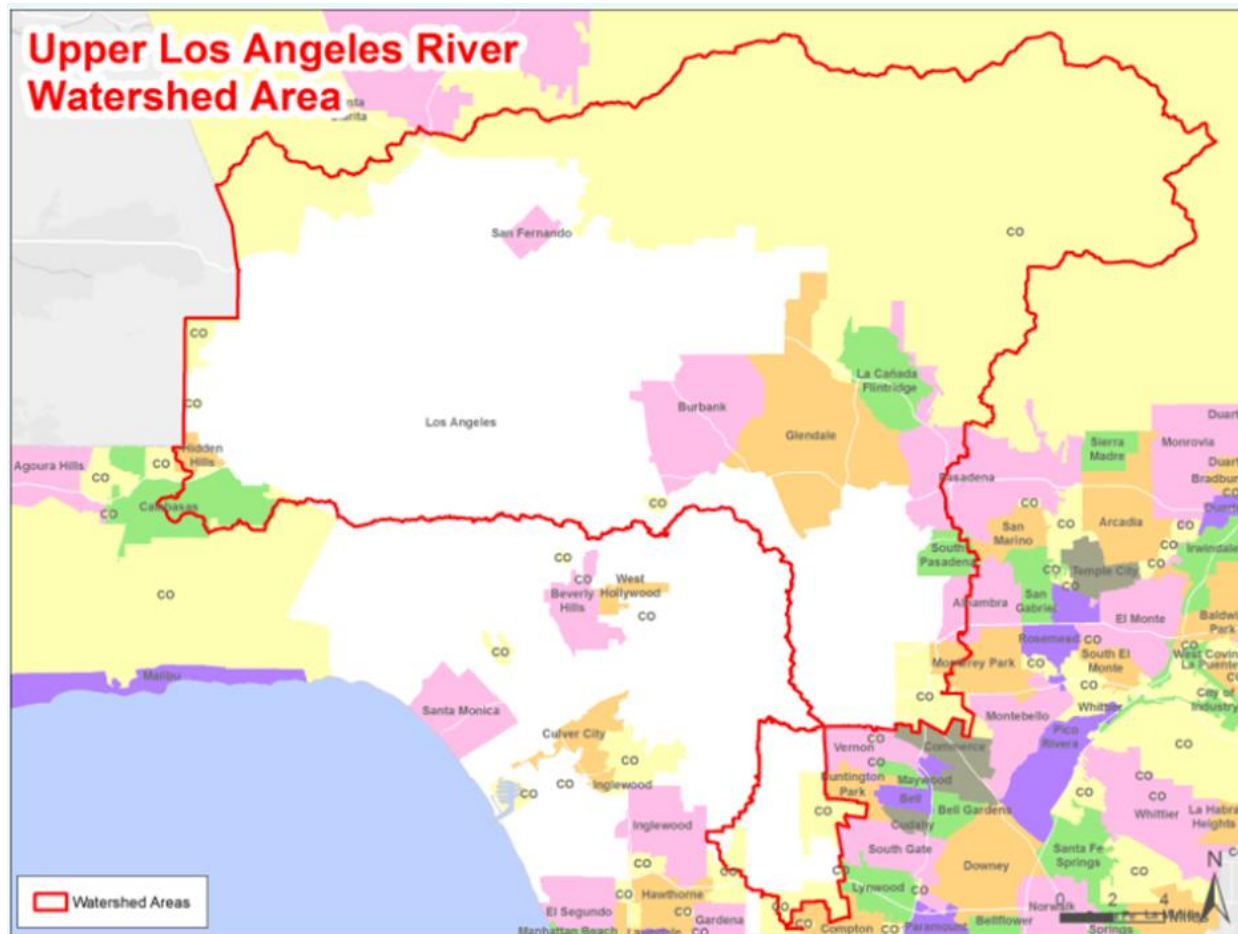 Upper Los Angeles River
Watershed Area
San Fernando
CO
CO
La Cañada
Flintridge
Burbank
CO
Los Angeles
Glendale
Hidden
Hills
Agoura Hills
CO
CO
Sierra
Madre
Monrovia
Pasadena
Calabasas
CO
CO
CO
San
Marino
CO
Arcadia
CO
CO
Irwindale
South
Pasadena
CO
CO
Temple City
CO
CO
Beverly
Hills
West
Hollywood
CO
CO
Alhambra
San
Gabriel
El Monte
Baldwin
Park
Rosemead
CO
South El
Monte
CO
Monterey Park
CO
La Puente
City of
Industry
CO
CO
Malibu
Whittier
Santa Monica
Montebello
Pico
Rivera
CO
Culver City
CO
CO
Vernon
Commerce
CO
Inglewood
CO
Maywood
Park
CO
CO
Bell
Bell Gardens
Cudahy
CO
CO
Whittier
La Habra
Heights
Inglewood
South Gate
Downey
Santa Fe
Springs
CO
CO
Lynwood
CO
CO
Hawthorne
CO
CO
CO
El Segundo
Gardena
Compton
CO
Paramount
Bellflower
Norwalk
Springs
Manhattan Beach
N
0 2 4
Miles
Watershed Areas